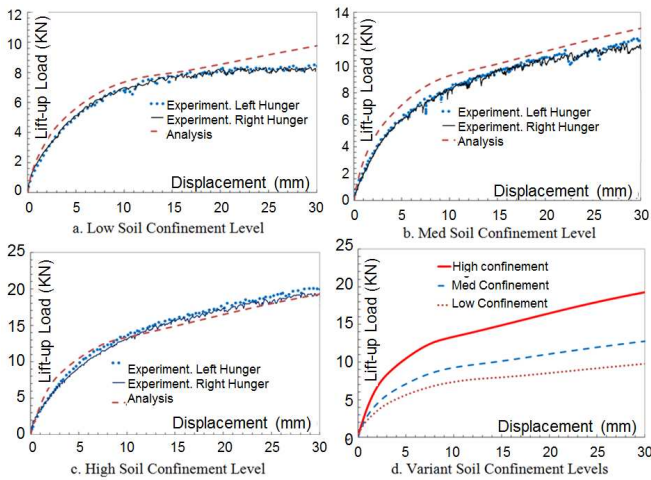 12
10
8
6
4
2
0
Lift-up Load (KN)
Experiment. Left Hunger
Experiment. Right Hunger
Analysis
Displacement (mm)
0 5 10 15 20 25 30
a. Low Soil Confinement Level
14
12
10
8
6
4
2
0
Lift-up Load (KN)
Experiment. Left Hunger
Experiment. Right Hunger
Analysis
Displacement (mm)
0 5 10 15 20 25 30
b. Med Soil Confinement Level
25
20
15
10
5
0
Lift-up Load (KN)
Experiment. Left Hunger
Experiment. Right Hunger
Analysis
Displacement (mm)
0 5 10 15 20 25 30
c. High Soil Confinement Level
25
20
15
10
5
0
Lift-up Load (KN)
High confinement
Med Confinement
Low Confinement
Displacement (mm)
0 5 10 15 20 25 30
d. Variant Soil Confinement Levels